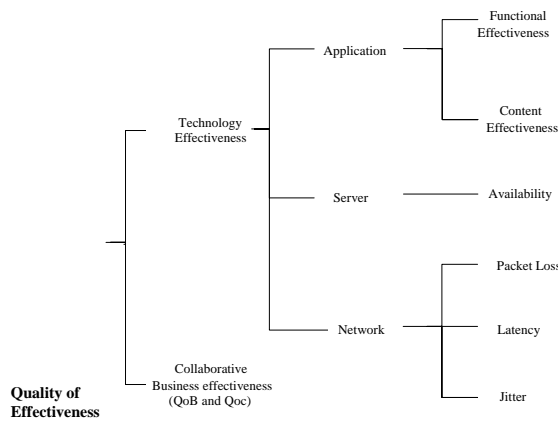 Functional
Effectiveness
Application
Content
Effectiveness
Technology
Effectiveness
Server
Availability
Packet Loss
Network
Latency
Jitter
Collaborative
Business effectiveness
(QoB and Qoc)
Quality of
Effectiveness